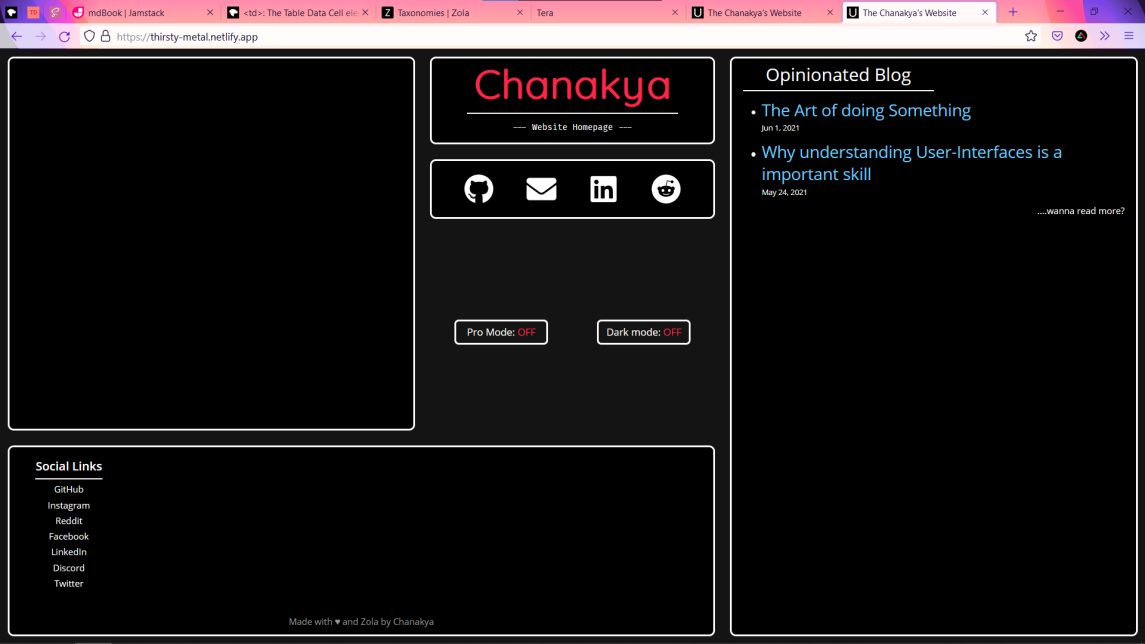 mdBook | Jamstack
<td>: The Table Data Cell ele
Taxonomies | Zola
Tera
The Chanakya's Website
The Chanakya's Website
https://thirsty-metal.netlify.app
Chanakya
--- Website Homepage ---
Pro Mode: OFF
Dark mode: OFF
Opinionated Blog
The Art of doing Something
Jun 1, 2021
Why understanding User-Interfaces is a
important skill
May 24, 2021
....wanna read more?
Social Links
GitHub
Instagram
Reddit
Facebook
LinkedIn
Discord
Twitter
Made with ♥ and Zola by Chanakya